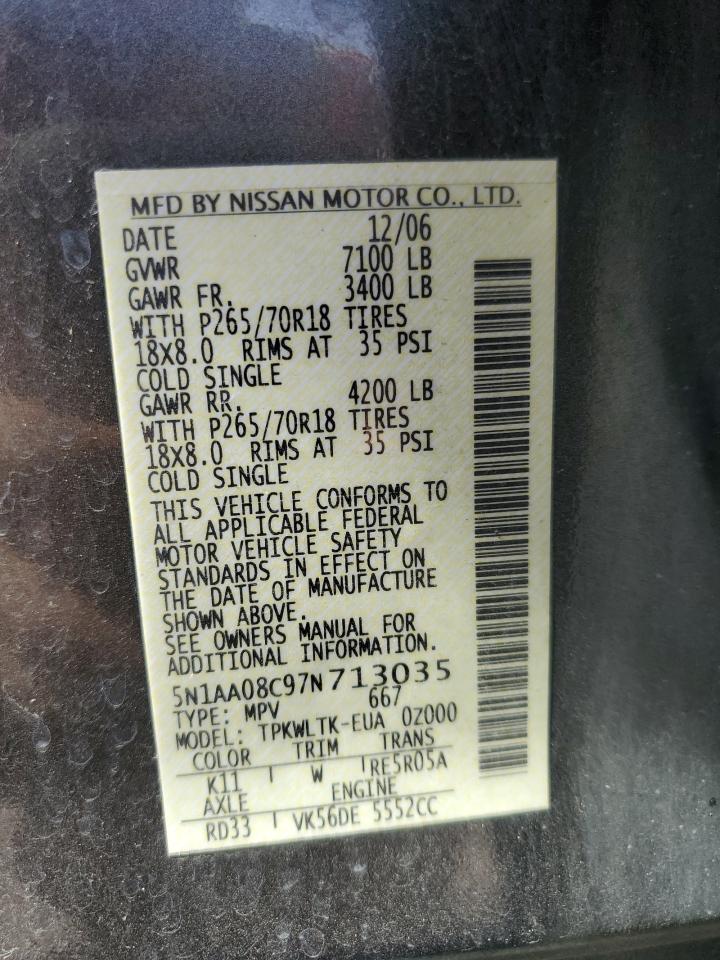 MFD BY NISSAN MOTOR CO., LTD.
DATE 12/06
GVWR 7100 LB
GAWR FR. 3400 LB
WITH P265/70R18 TIRES
18X8.0 RIMS AT 35 PSI
COLD SINGLE
GAWR RR. 4200 LB
WITH P265/70R18 TIRES
18X8.0 RIMS AT 35 PSI
COLD SINGLE
THIS VEHICLE CONFORMS TO
ALL APPLICABLE FEDERAL
MOTOR VEHICLE SAFETY
STANDARDS IN EFFECT ON
THE DATE OF MANUFACTURE
SHOWN ABOVE.
SEE OWNERS MANUAL FOR
ADDITIONAL INFORMATION.
5N1AA08C97N713035
TYPE: MPV 667
MODEL: TPKWLTK-EUA 0Z000
COLOR TRIM TRANS
K11 W RE5R05A
AXLE ENGINE
RD33 VK56DE 5552CC